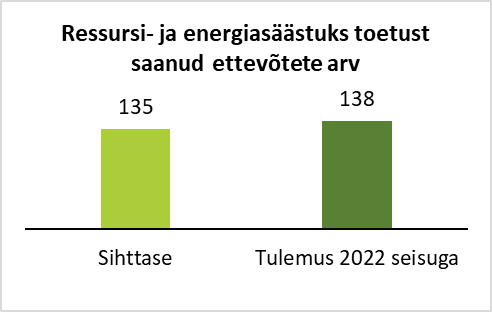 Ressursi- ja energiasäästuks toetust
saanud ettevõtete arv
135
138
Sihttase
Tulemus 2022 seisuga